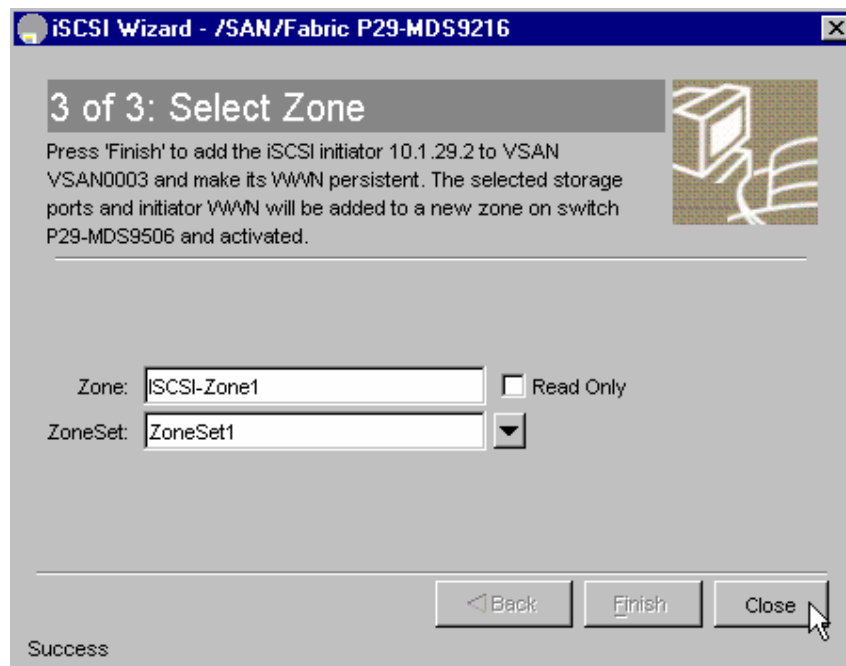 iSCSI Wizard - /SAN/Fabric P29-MDS9216
3 of 3: Select Zone
Press 'Finish' to add the iSCSI initiator 10.1.29.2 to VSAN
VSAN0003 and make its WWN persistent. The selected storage
ports and initiator WWN will be added to a new zone on switch
P29-MDS9506 and activated.
Zone: ISCSI-Zone1 Read Only
ZoneSet: ZoneSet1
Back Finish Close
Success